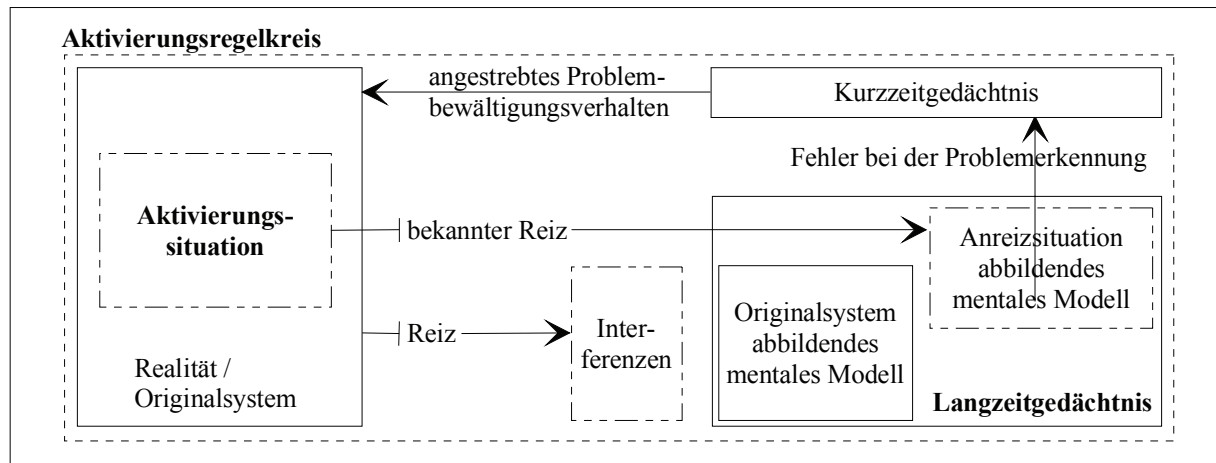 Aktivierungsregelkreis
angestrebtes Problem-
bewältigungsverhalten
Kurzzeitgedächtnis
Fehler bei der Problemerkennung
Aktivierungs-
situation
bekannter Reiz
Anreizsituation
abbildendes
mentales Modell
Reiz
Inter-
ferenzen
Originalsystem
abbildendes
mentales Modell
Realität /
Originalsystem
Langzeitgedächtnis